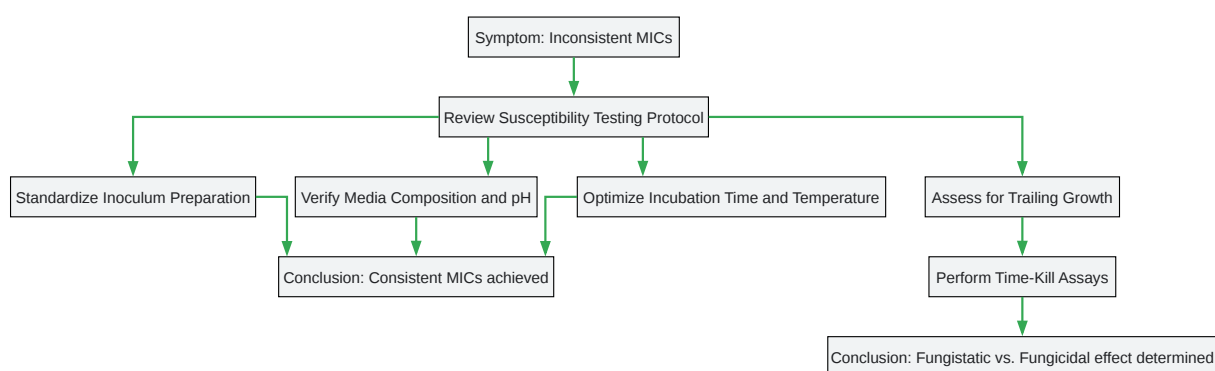 Symptom: Inconsistent MICs
Review Susceptibility Testing Protocol
Standardize Inoculum Preparation
Verify Media Composition and pH
Optimize Incubation Time and Temperature
Assess for Trailing Growth
Conclusion: Consistent MICs achieved
Perform Time-Kill Assays
Conclusion: Fungistatic vs. Fungicidal effect determined